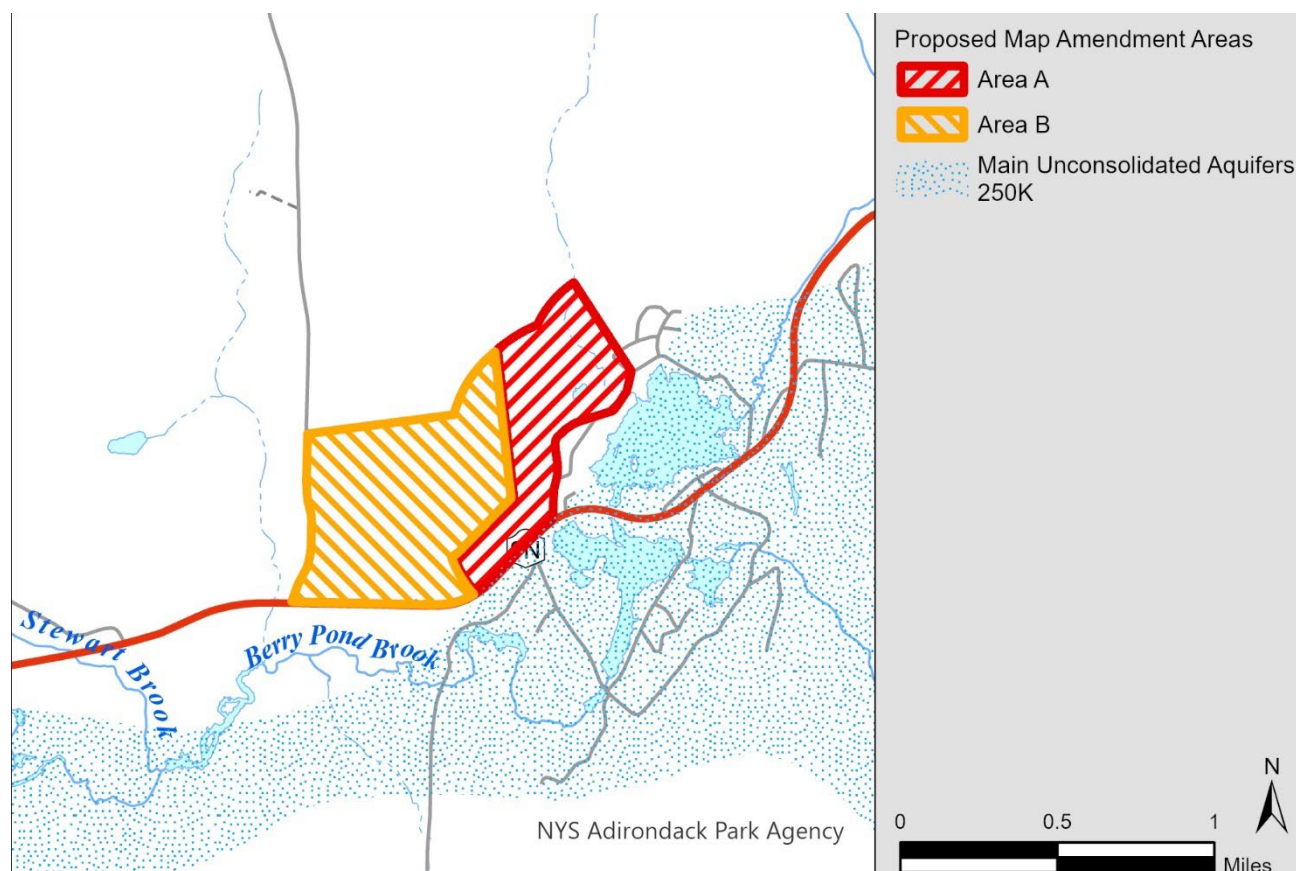 Proposed Map Amendment Areas
Area A
Area B
Main Unconsolidated Aquifers
250K
Stewart Brook
Berry Pond Brook
NYS Adirondack Park Agency
N
0 0.5 1
Miles